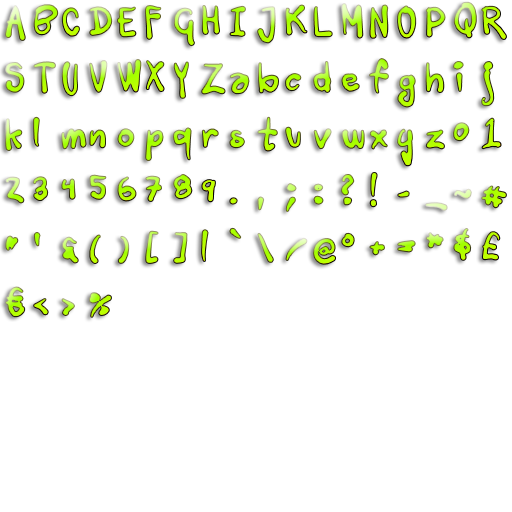 ABCDEFGHIJKLMNOPQR
STUVWXYZabcdefghij
klmnopqrstuvwxyz01
23456789.,;:?!-_~#
"'&()[]|`\/@°+=*$£
€<>%